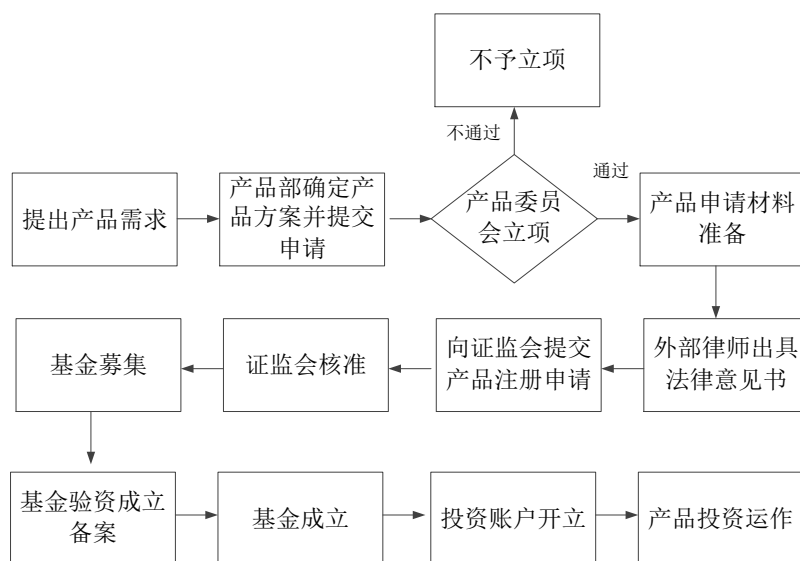 不予立项
不通过
通过
提出产品需求
产品部确定产
品方案并提交
申请
产品委员
会立项
产品申请材料
准备
外部律师出具
法律意见书
向证监会提交
产品注册申请
证监会核准
基金募集
基金验资成立
备案
基金成立
投资账户开立
产品投资运作